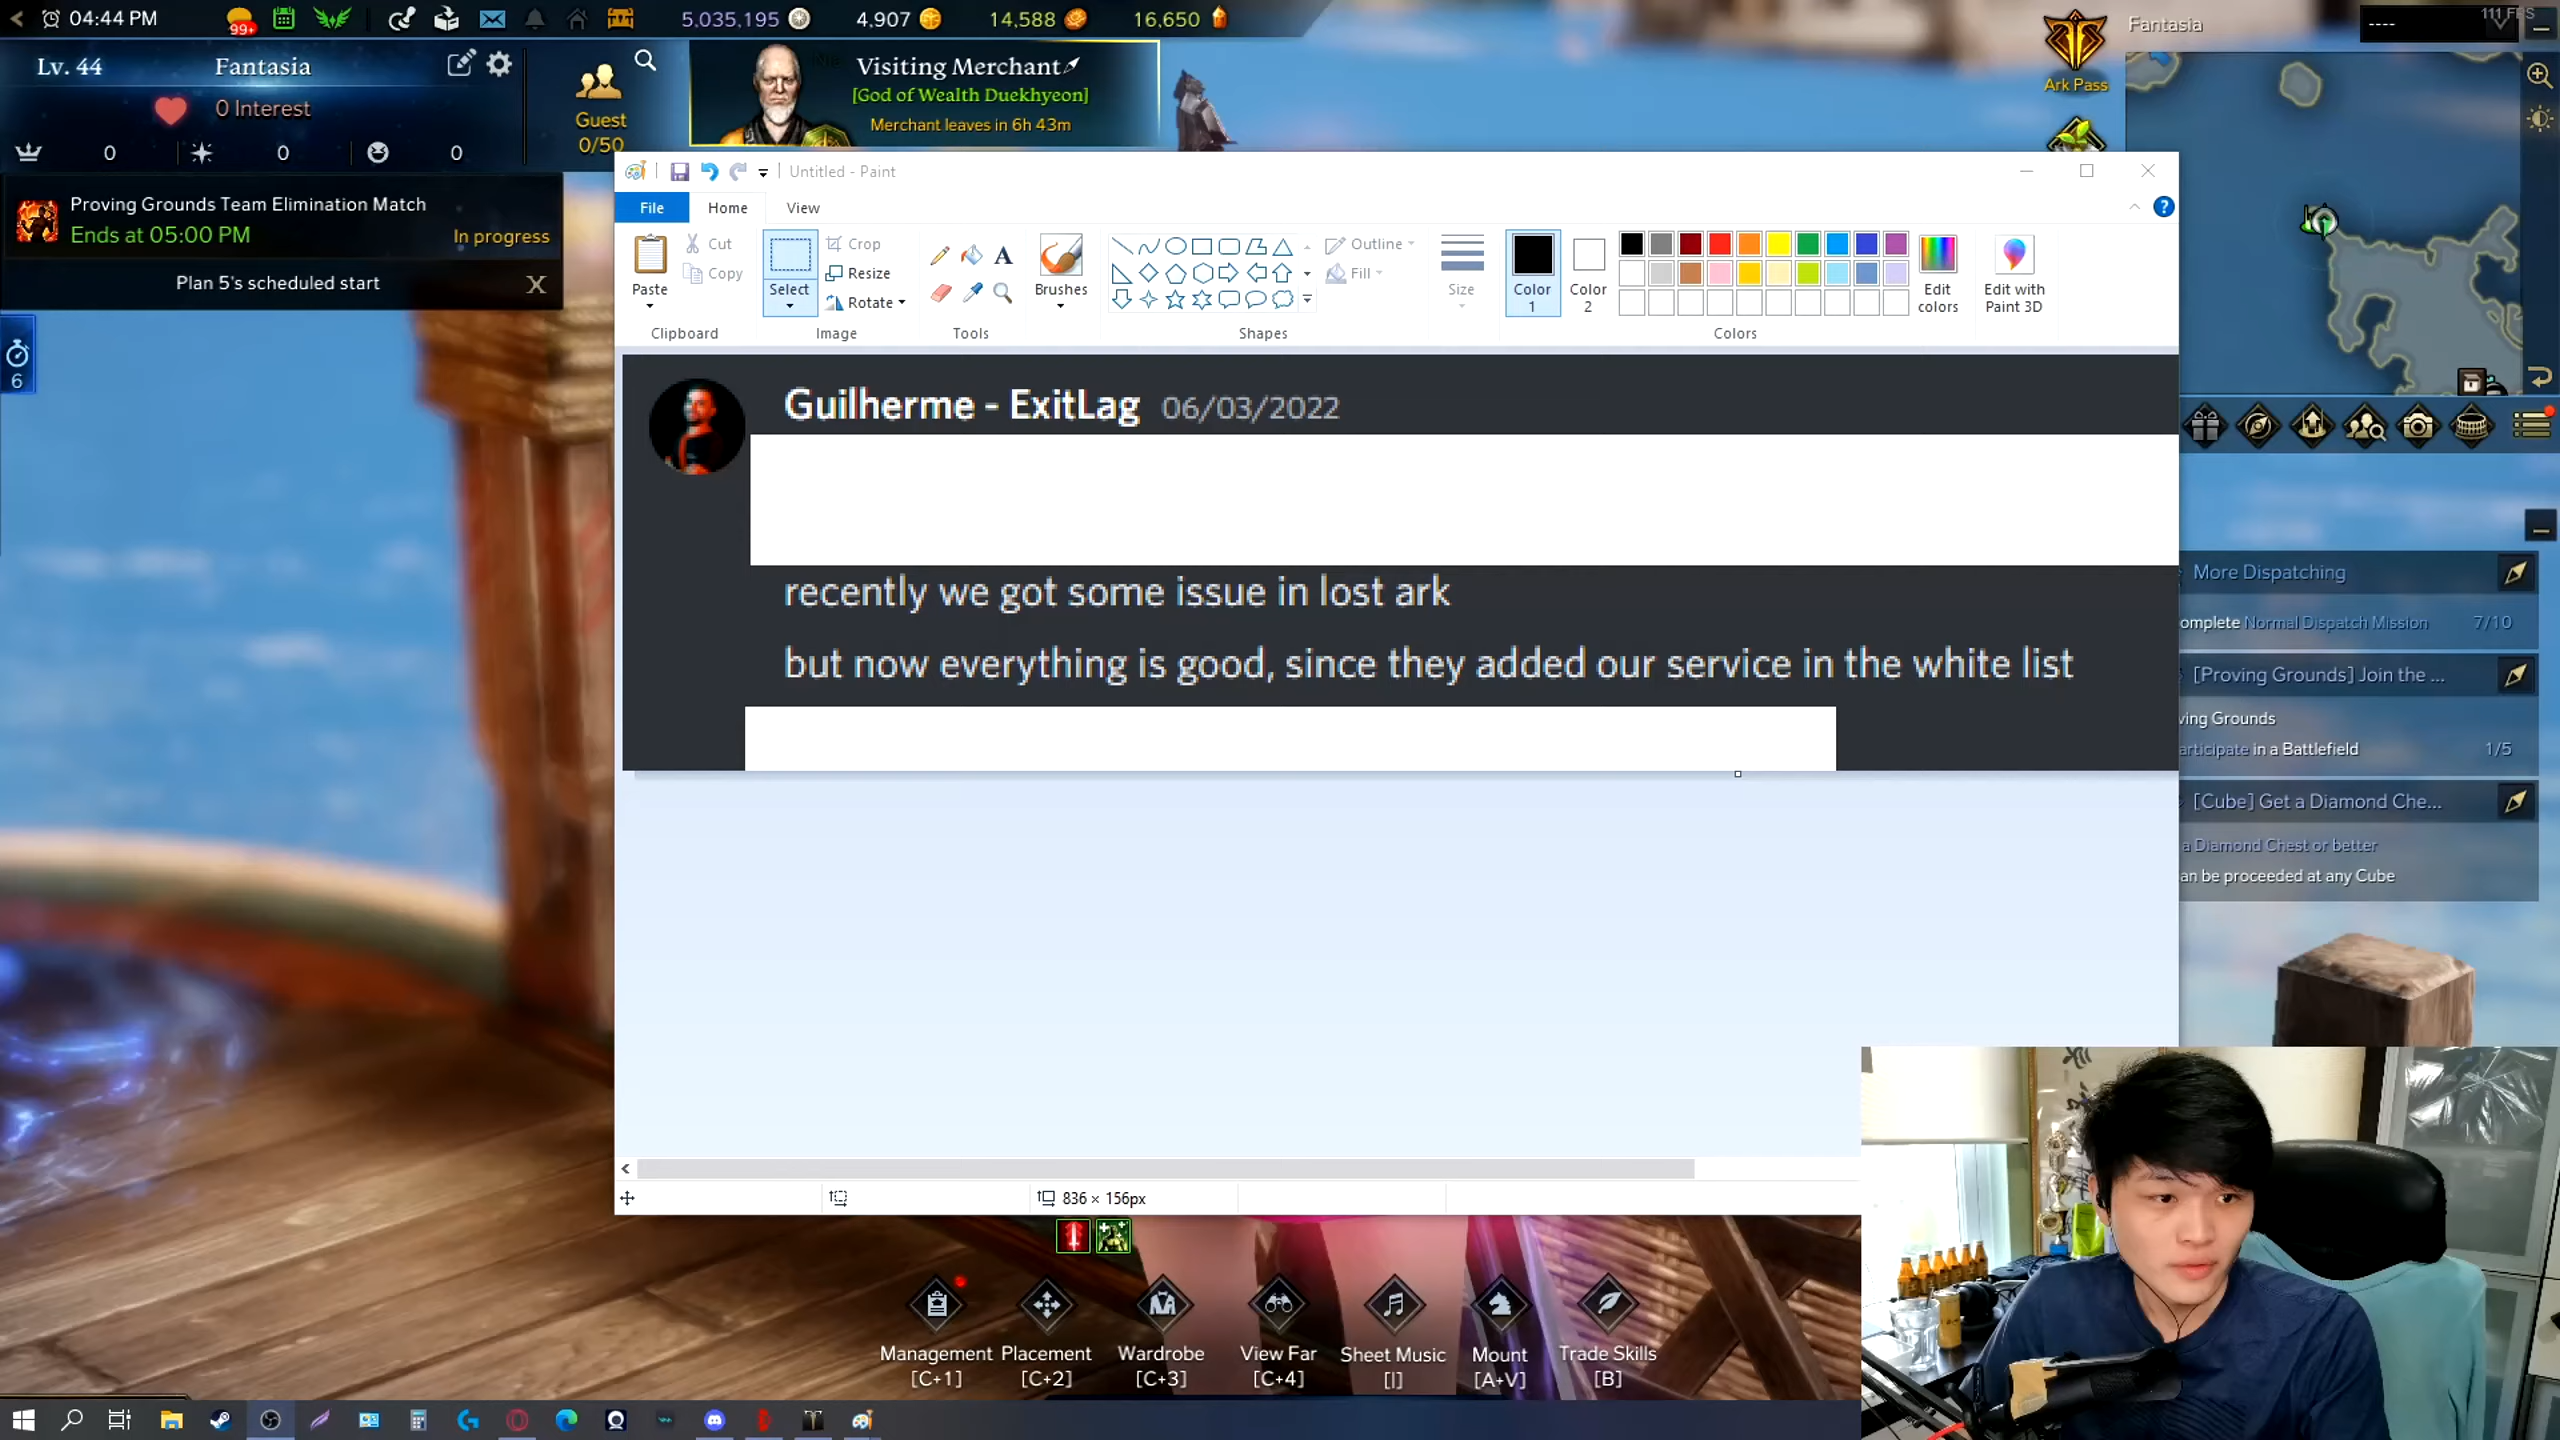 04:44 PM
99+
5,035,195
4,907
14,588
16,650
Fantasia
111 FPS
----
Lv. 44
Fantasia
0 Interest
0
0
0
Guest
0/50
Visiting Merchant
[God of Wealth Duekhyeon]
Merchant leaves in 6h 43m
Ark Pass
Proving Grounds Team Elimination Match
Ends at 05:00 PM
In progress
Plan 5's scheduled start
X
6
Untitled - Paint
File
Home
View
Paste
Cut
Copy
Clipboard
Select
Crop
Resize
Rotate
Image
A
Tools
Brushes
Outline
Fill
Shapes
Size
Color
1
Color
2
Edit
colors
Edit with
Paint 3D
Colors
Guilherme - ExitLag 06/03/2022
recently we got some issue in lost ark
but now everything is good, since they added our service in the white list
836 × 156px
More Dispatching
omplete Normal Dispatch Mission 7/10
[Proving Grounds] Join the ...
ving Grounds
articipate in a Battlefield 1/5
[Cube] Get a Diamond Che...
a Diamond Chest or better
an be proceeded at any Cube
Management
[C+1]
Placement
[C+2]
Wardrobe
[C+3]
View Far
[C+4]
Sheet Music
[I]
Mount
[A+V]
Trade Skills
[B]